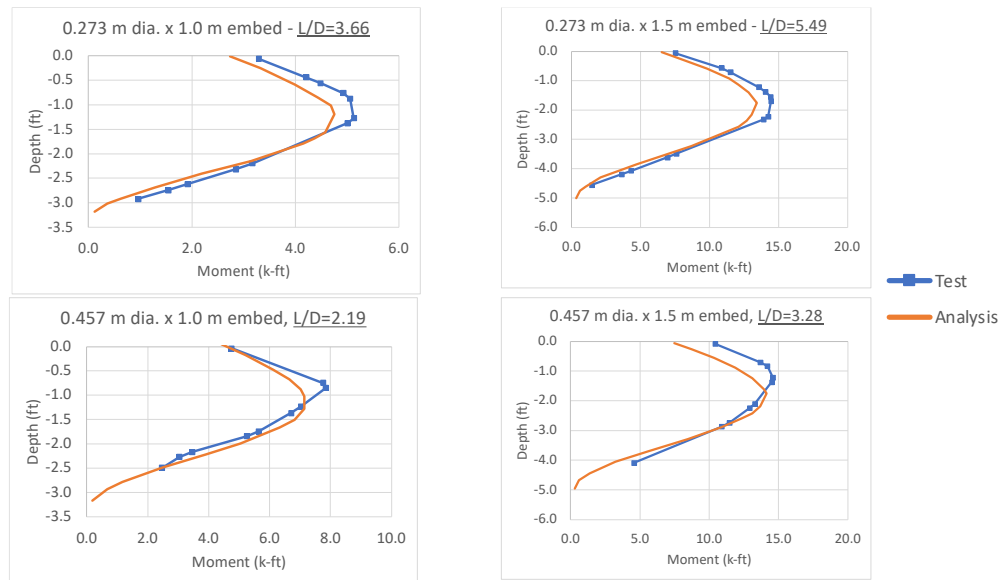 0.273 m dia. x 1.0 m embed - L/D=3.66
0.0
-0.5
-1.0
-1.5
-2.0
-2.5
-3.0
-3.5
Depth (ft)
0.0 2.0 4.0 6.0
Moment (k-ft)
0.273 m dia. x 1.5 m embed - L/D=5.49
0.0
-1.0
-2.0
-3.0
-4.0
-5.0
-6.0
Depth (ft)
0.0 5.0 10.0 15.0 20.0
Moment (k-ft)
Test
Analysis
0.457 m dia. x 1.0 m embed, L/D=2.19
0.0
-0.5
-1.0
-1.5
-2.0
-2.5
-3.0
-3.5
Depth (ft)
0.0 2.0 4.0 6.0 8.0 10.0
Moment (k-ft)
0.457 m dia. x 1.5 m embed, L/D=3.28
0.0
-1.0
-2.0
-3.0
-4.0
-5.0
-6.0
Depth (ft)
0.0 5.0 10.0 15.0 20.0
Moment (k-ft)